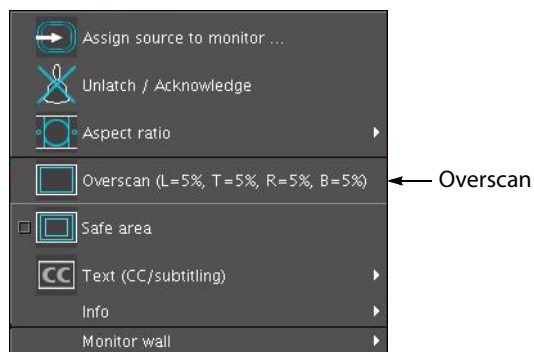 Assign source to monitor ...
Unlatch / Acknowledge
Aspect ratio
Overscan (L=5%, T=5%, R=5%, B=5%)
Overscan
Safe area
CC Text (CC/subtitling)
Info
Monitor wall